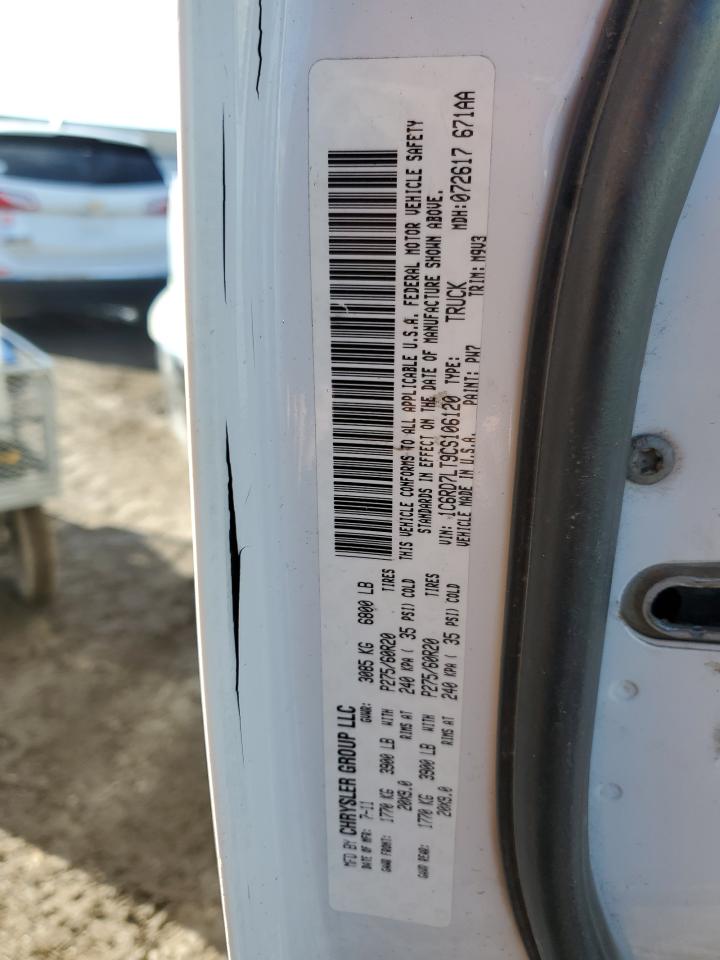 MFD BY CHRYSLER GROUP LLC
DATE OF MFR: 7-11 GVWR: 3085 KG 6800 LB
GAWR FRONT: 1770 KG 3900 LB WITH P275/60R20 TIRES
20X9.0 RIMS AT 240 KPA ( 35 PSI) COLD
GAWR REAR: 1770 KG 3900 LB WITH P275/60R20 TIRES
20X9.0 RIMS AT 240 KPA ( 35 PSI) COLD
THIS VEHICLE CONFORMS TO ALL APPLICABLE U.S.A. FEDERAL MOTOR VEHICLE SAFETY
STANDARDS IN EFFECT ON THE DATE OF MANUFACTURE SHOWN ABOVE.
VIN: 1C6RD7LT9CS106120 TYPE: TRUCK MDH:072617 671AA
VEHICLE MADE IN U.S.A. PAINT: PW7 TRIM: M9V3